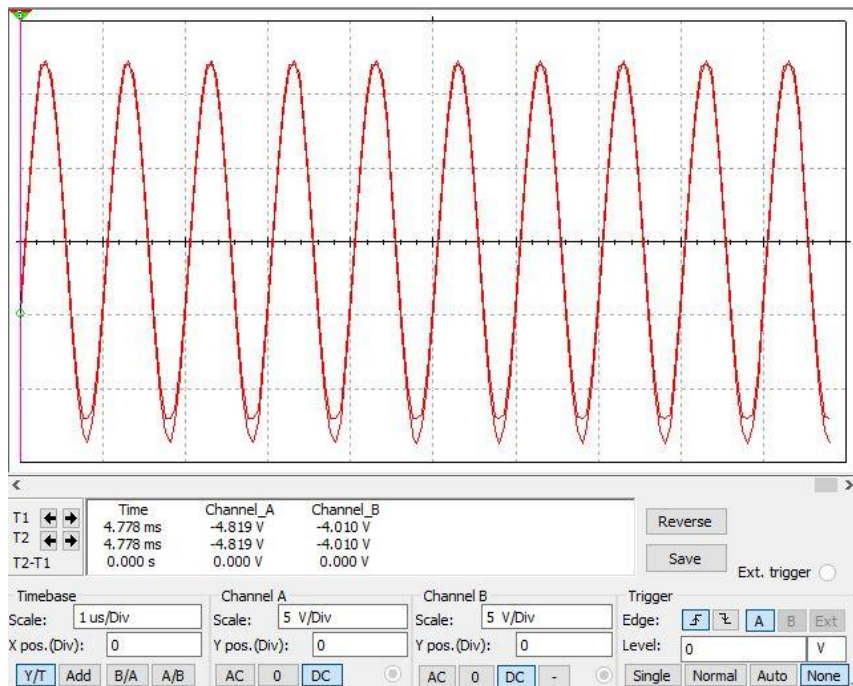 Time Channel_A Channel_B
T1 4.778 ms -4.819 V -4.010 V
T2 4.778 ms -4.819 V -4.010 V
T2-T1 0.000 s 0.000 V 0.000 V
Reverse
Save
Ext. trigger
Timebase
Scale: 1 us/Div
X pos.(Div): 0
Y/T Add B/A A/B
Channel A
Scale: 5 V/Div
Y pos.(Div): 0
AC 0 DC
Channel B
Scale: 5 V/Div
Y pos.(Div): 0
AC 0 DC -
Trigger
Edge: A B Ext
Level: 0 V
Single Normal Auto None